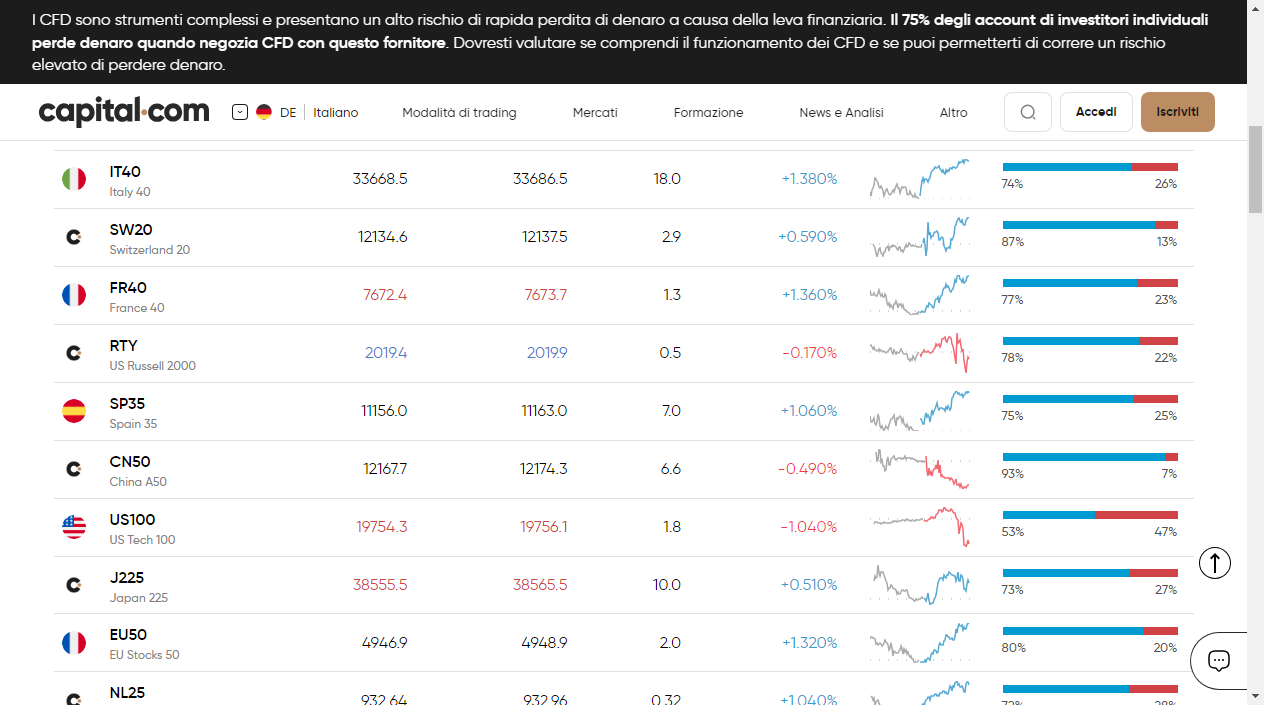 I CFD sono strumenti complessi e presentano un alto rischio di rapida perdita di denaro a causa della leva finanziaria. Il 75% degli account di investitori individuali
perde denaro quando negozia CFD con questo fornitore. Dovresti valutare se comprendi il funzionamento dei CFD e se puoi permetterti di correre un rischio
elevato di perdere denaro.
capital.com DE Italiano Modalità di trading Mercati Formazione News e Analisi Altro Accedi Iscriviti
IT40 33668.5 33686.5 18.0 +1.380%
Italy 40 74% 26%
SW20 12134.6 12137.5 2.9 +0.590%
Switzerland 20 87% 13%
FR40 7672.4 7673.7 1.3 +1.360%
France 40 77% 23%
RTY 2019.4 2019.9 0.5 -0.170%
US Russell 2000 78% 22%
SP35 11156.0 11163.0 7.0 +1.060%
Spain 35 75% 25%
CN50 12167.7 12174.3 6.6 -0.490%
China A50 93% 7%
US100 19754.3 19756.1 1.8 -1.040%
US Tech 100 53% 47%
J225 38555.5 38565.5 10.0 +0.510%
Japan 225 73% 27%
EU50 4946.9 4948.9 2.0 +1.320%
EU Stocks 50 80% 20%
NL25 932.64 932.96 0.32 +1.040%